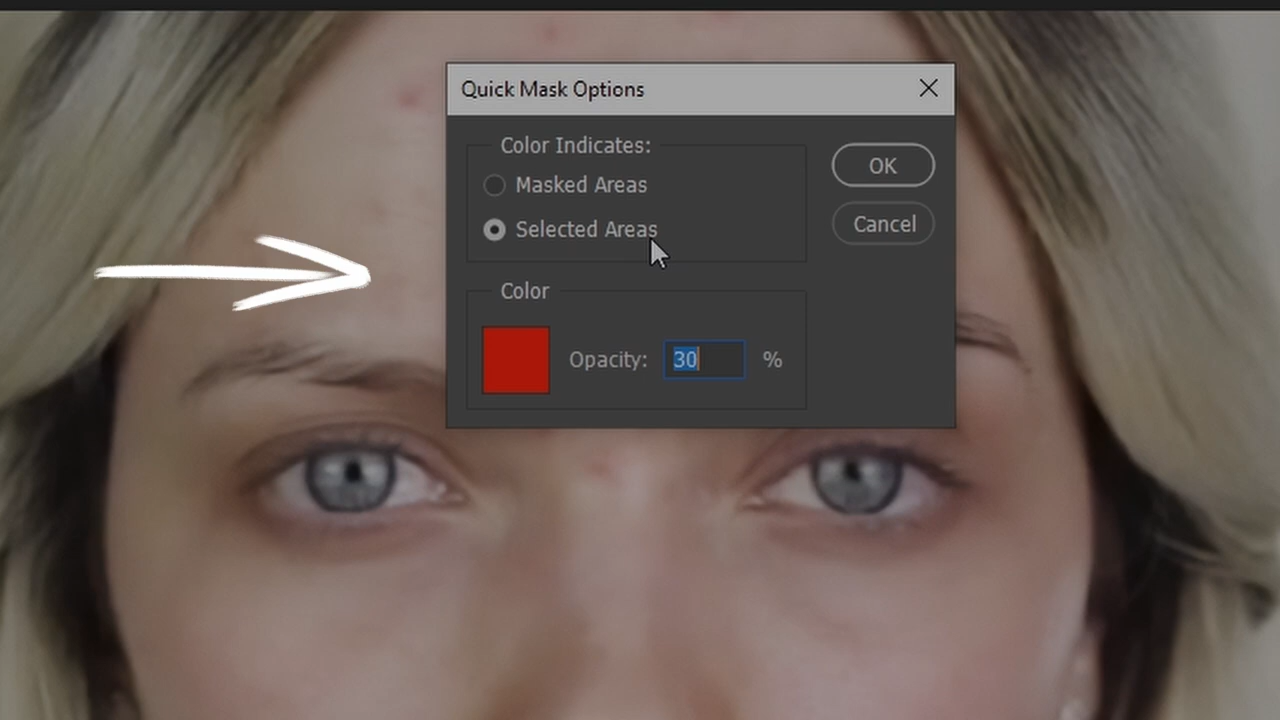 Quick Mask Options
Color Indicates:
Masked Areas
Selected Areas
OK
Cancel
Color
Opacity: 30 %